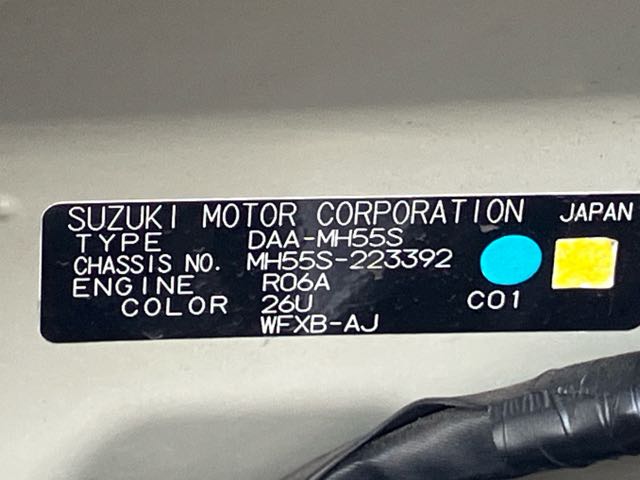 SUZUKI MOTOR CORPORATION JAPAN
TYPE DAA-MH55S
CHASSIS NO. MH55S-223392
ENGINE R06A
COLOR 26U C01
WFXB-AJ